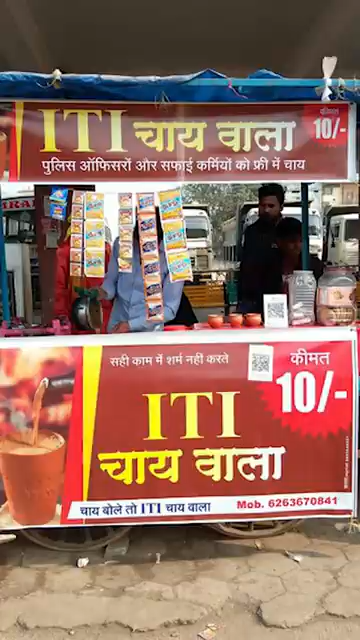 ITI चाय वाला
10/-
पुलिस ऑफिसरों और सफाई कर्मियों को फ्री में चाय
सही काम में शर्म नहीं करते
कीमत
10/-
ITI
चाय वाला
चाय बोले तो ITI चाय वाला
Mob. 6263670841